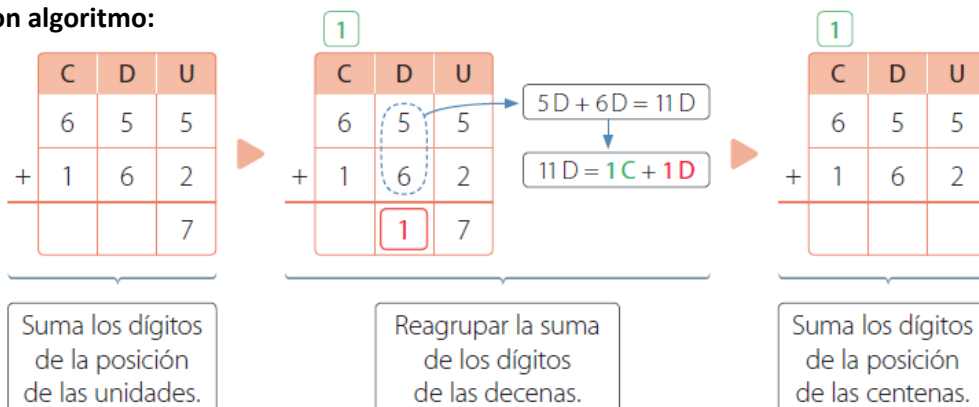 on algoritmo:
1
C D U
6 5 5
+ 1 6 2
7
Suma los dígitos
de la posición
de las unidades.
C D U
6 5 5
+ 1 6 2
1 7
5 D + 6 D = 11 D
11 D = 1 C + 1 D
Reagrupar la suma
de los dígitos
de las decenas.
1
C D U
6 5 5
+ 1 6 2
Suma los dígitos
de la posición
de las centenas.